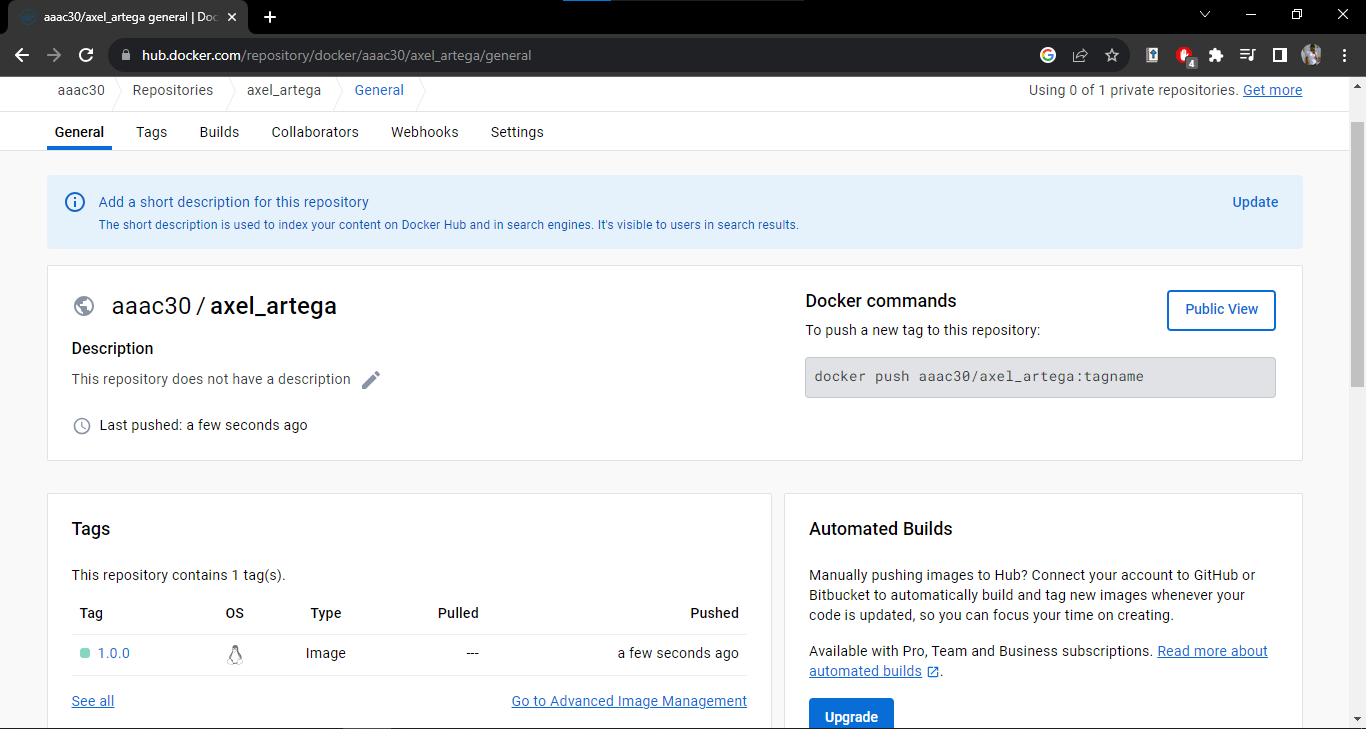 aaac30/axel_artega general | Doc
hub.docker.com/repository/docker/aaac30/axel_artega/general
4
aaac30 Repositories axel_artega General
Using 0 of 1 private repositories. Get more
General Tags Builds Collaborators Webhooks Settings
Add a short description for this repository
The short description is used to index your content on Docker Hub and in search engines. It's visible to users in search results.
Update
aaac30 / axel_artega
Description
This repository does not have a description
Last pushed: a few seconds ago
Docker commands
To push a new tag to this repository:
Public View
docker push aaac30/axel_artega:tagname
Tags
This repository contains 1 tag(s).
Tag OS Type Pulled Pushed
1.0.0 Image --- a few seconds ago
See all
Go to Advanced Image Management
Automated Builds
Manually pushing images to Hub? Connect your account to GitHub or
Bitbucket to automatically build and tag new images whenever your
code is updated, so you can focus your time on creating.
Available with Pro, Team and Business subscriptions. Read more about
automated builds .
Upgrade